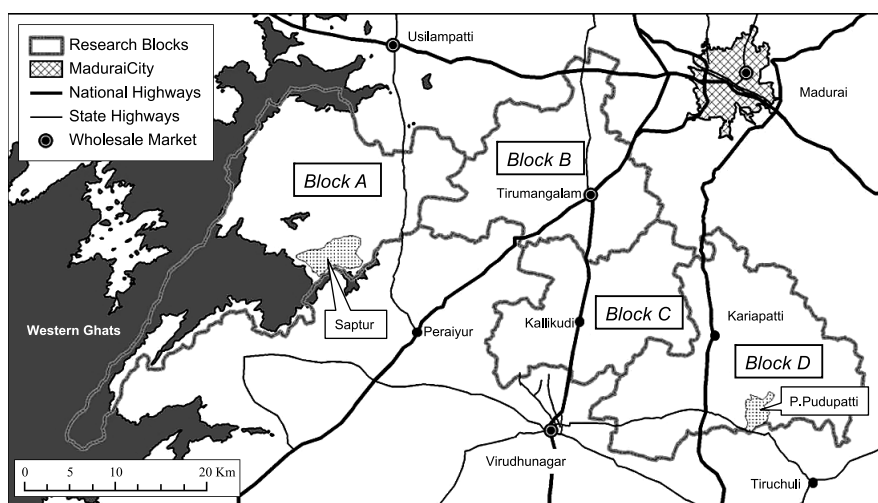 Research Blocks
MaduraiCity
National Highways
State Highways
Wholesale Market
Usilampatti
Madurai
Block A
Block B
Tirumangalam
Western Ghats
Saptur
Peraiyur
Kallikudi
Block C
Kariapatti
Block D
P.Pudupatti
Virudhunagar
Tiruchuli
0 5 10 20 Km